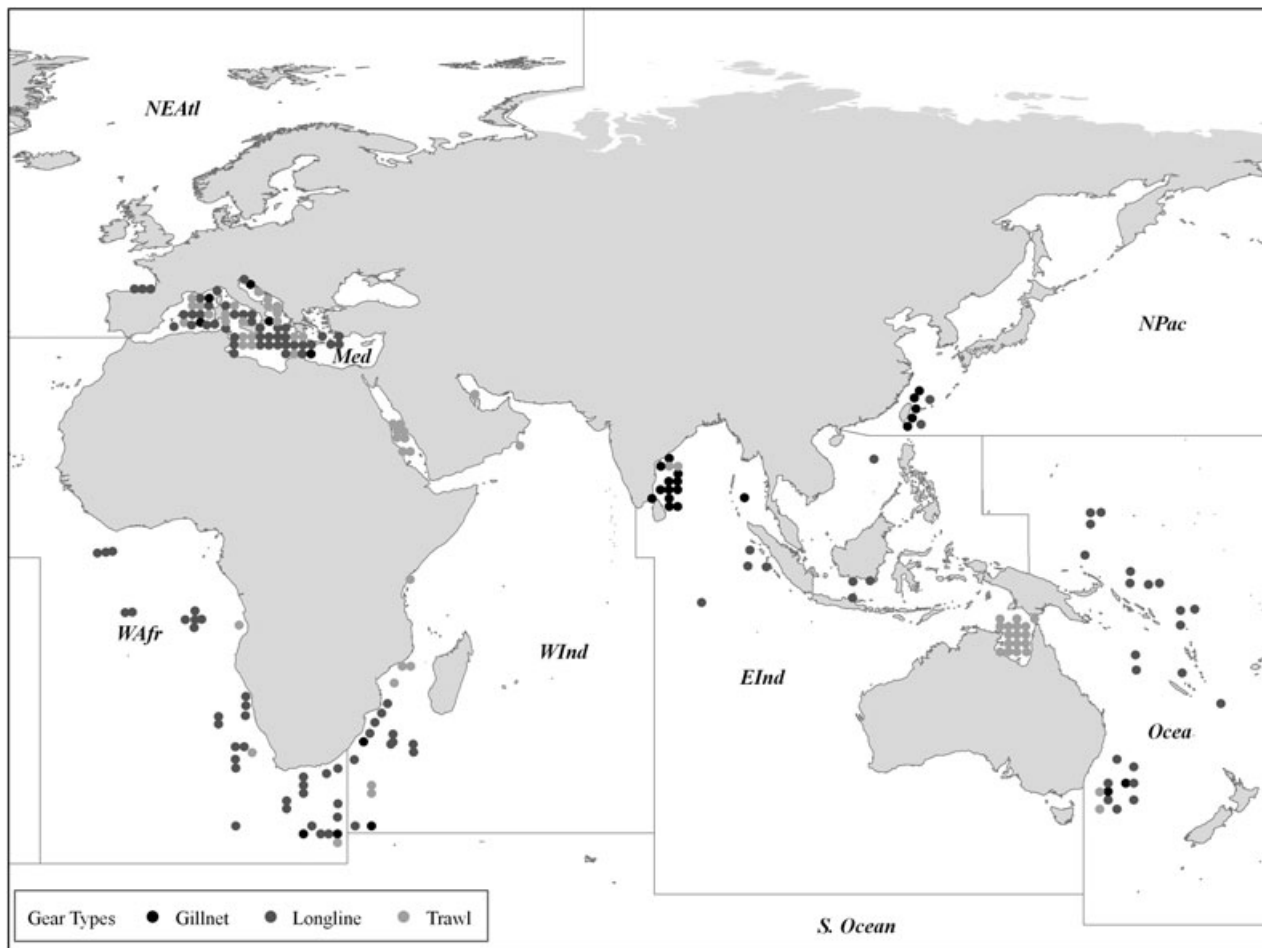 NEAtl
NPac
Med
WAfr
WInd
EInd
Ocea
Gear Types Gillnet Longline Trawl
S. Ocean